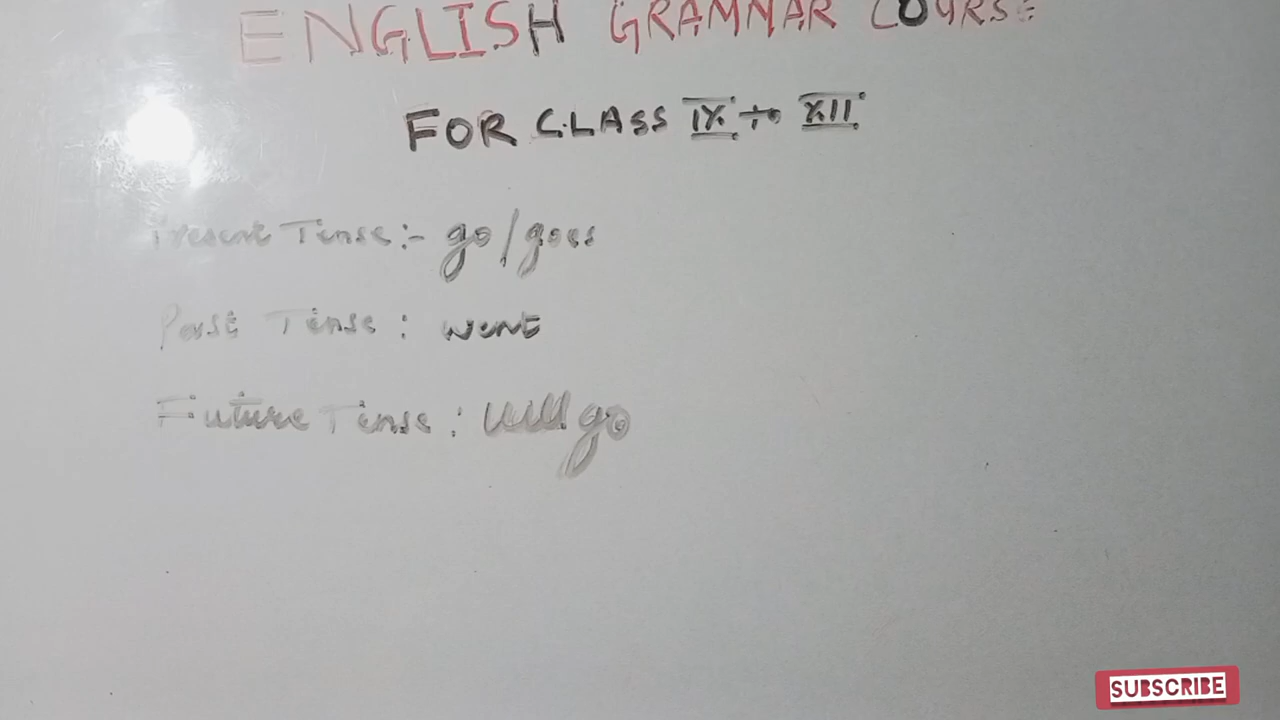 ENGLISH GRAMMAR COURSE
FOR CLASS IX to XII
Present Tense:- go/goes
Past Tense: went
Future Tense: will go
SUBSCRIBE